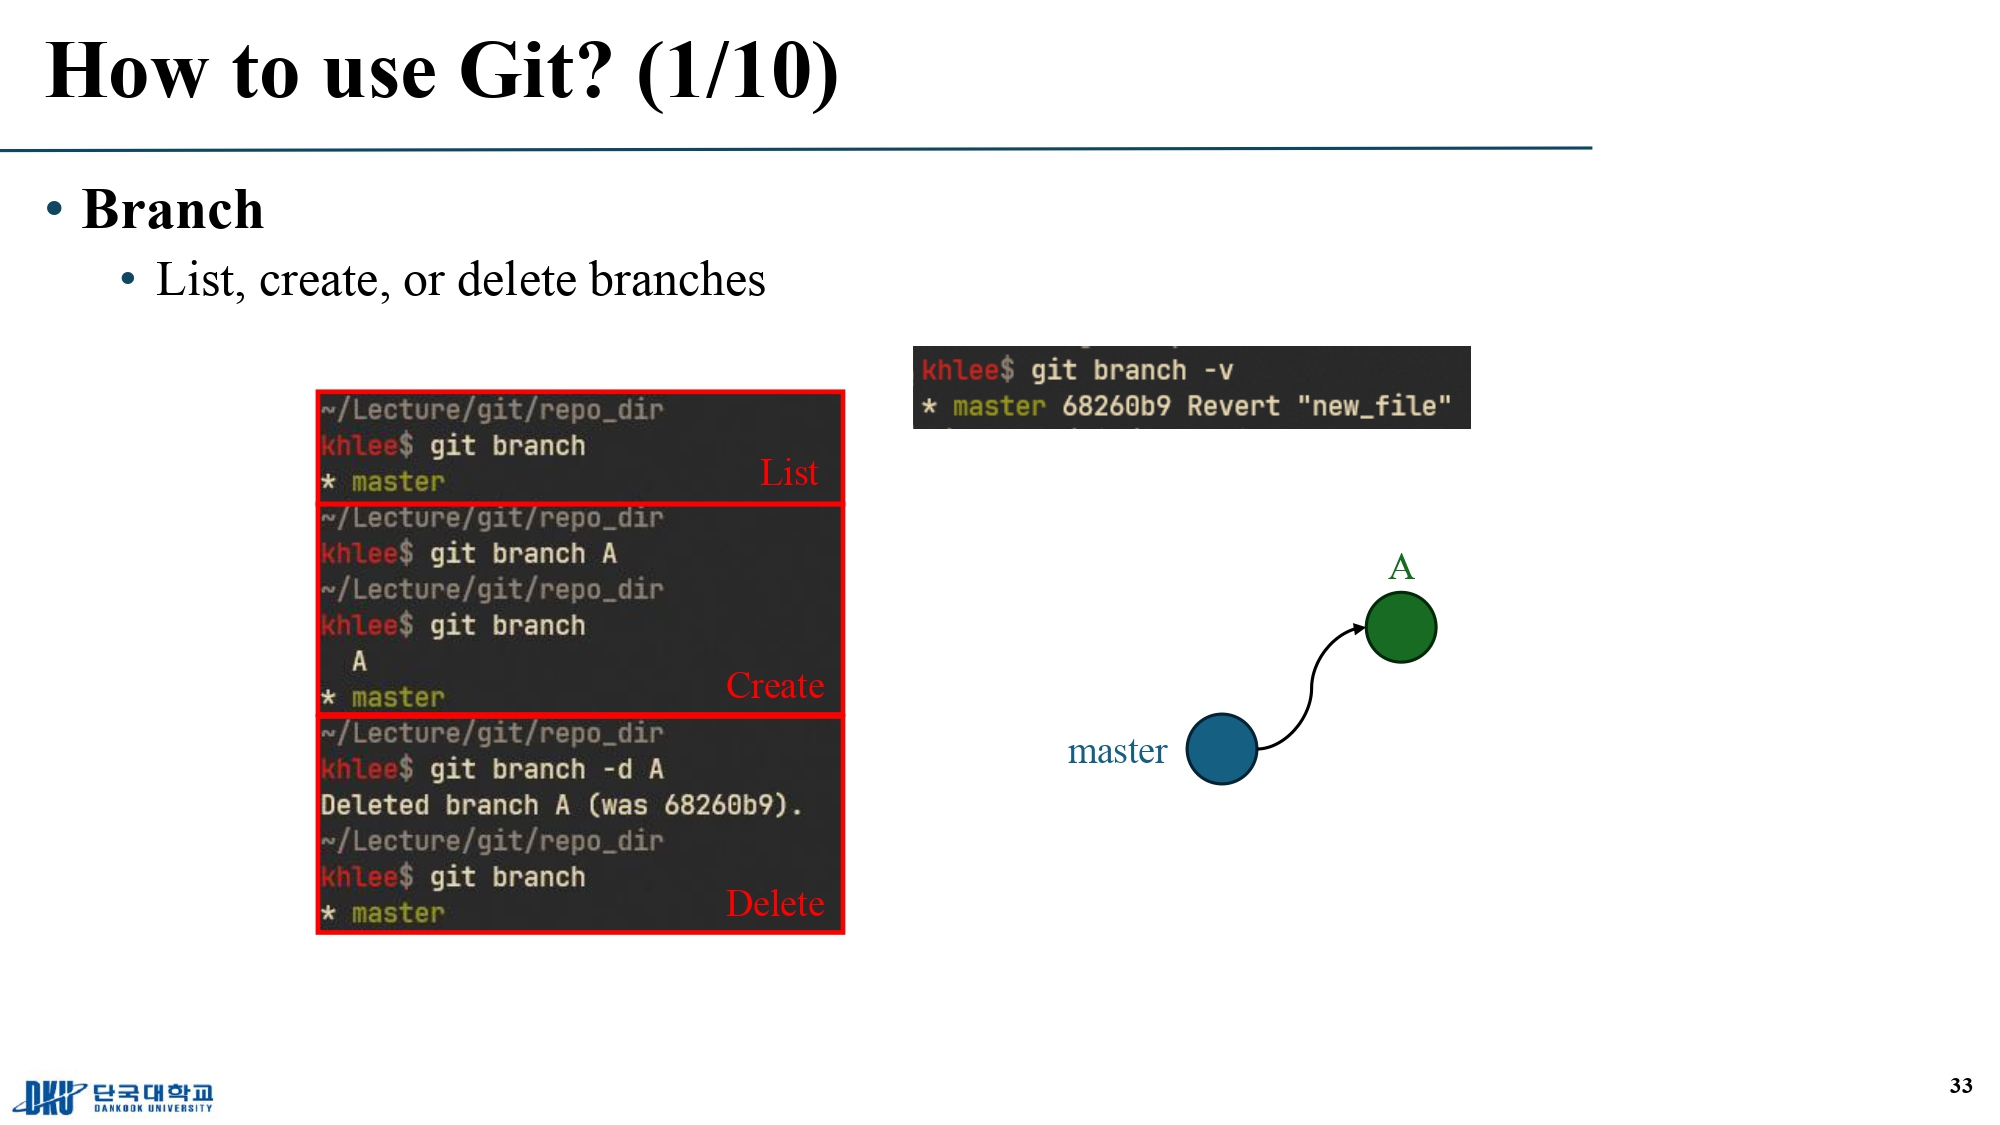 How to use Git? (1/10)
• Branch
• List, create, or delete branches
~/Lecture/git/repo_dir
khlee$ git branch
* master
List
~/Lecture/git/repo_dir
khlee$ git branch A
~/Lecture/git/repo_dir
khlee$ git branch
A
* master
Create
~/Lecture/git/repo_dir
khlee$ git branch -d A
Deleted branch A (was 68260b9).
~/Lecture/git/repo_dir
khlee$ git branch
* master
Delete
khlee$ git branch -v
* master 68260b9 Revert "new_file"
A
master
DKU 단국대학교
DANKOOK UNIVERSITY
33